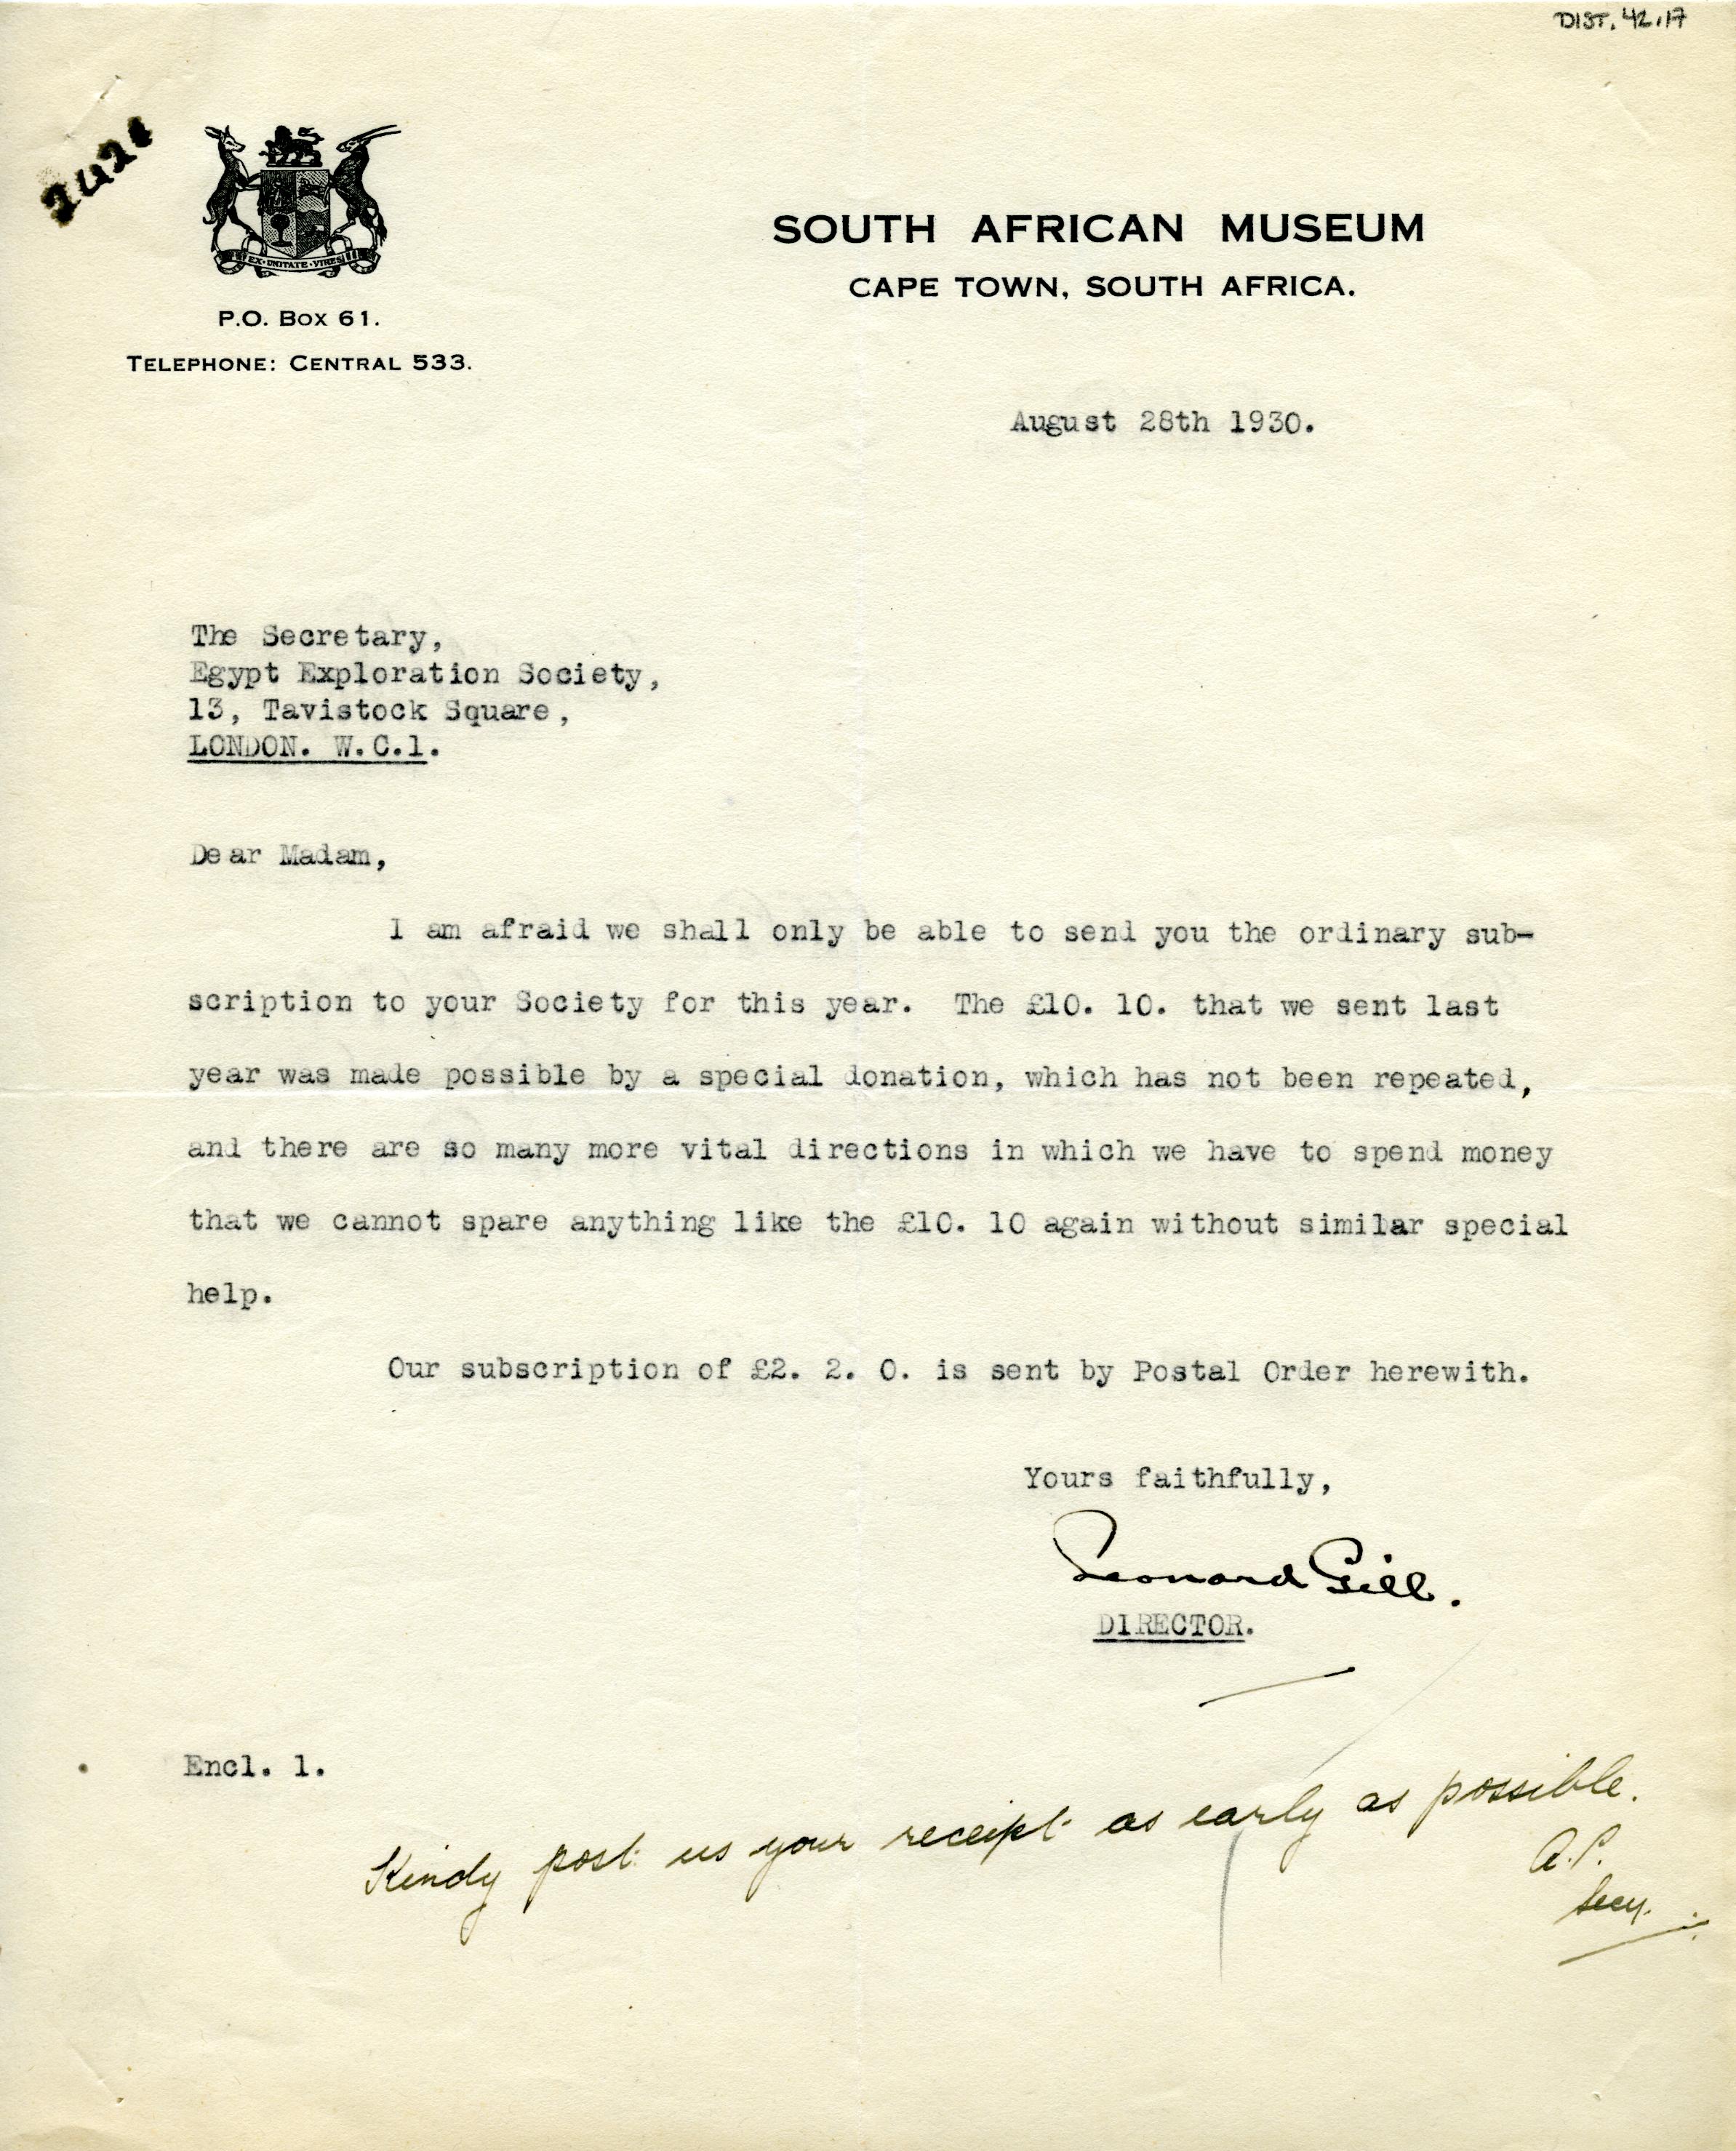 DIST. 42.17
EX·UNITATE·VIRES
P.O. BOX 61.
TELEPHONE: CENTRAL 533.
SOUTH AFRICAN MUSEUM
CAPE TOWN, SOUTH AFRICA.
August 28th 1930.
The Secretary,
Egypt Exploration Society,
13, Tavistock Square,
LONDON. W.C.1.
Dear Madam,
I am afraid we shall only be able to send you the ordinary sub-
scription to your Society for this year. The £10. 10. that we sent last
year was made possible by a special donation, which has not been repeated,
and there are so many more vital directions in which we have to spend money
that we cannot spare anything like the £10. 10 again without similar special
help.
Our subscription of £2. 2. 0. is sent by Postal Order herewith.
Yours faithfully,
Leonard Gill.
DIRECTOR.
Encl. 1.
Kindy post us your receipt as early as possible.
A.P.
Secy.